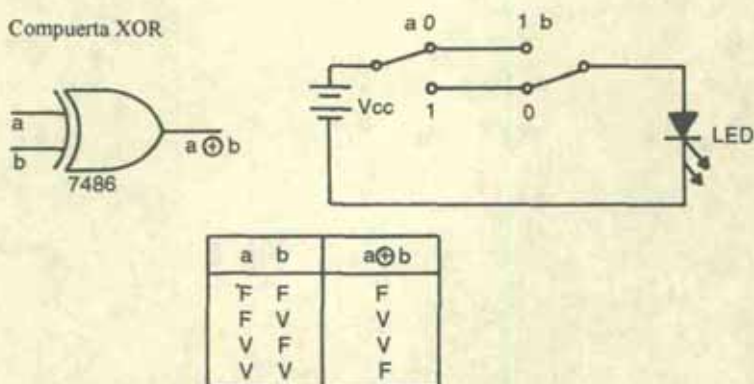 Compuerta XOR
a
b
a ⊕ b
7486
a 0
1 b
Vcc
1
0
LED
a b a⊕b
F F F
F V V
V F V
V V F